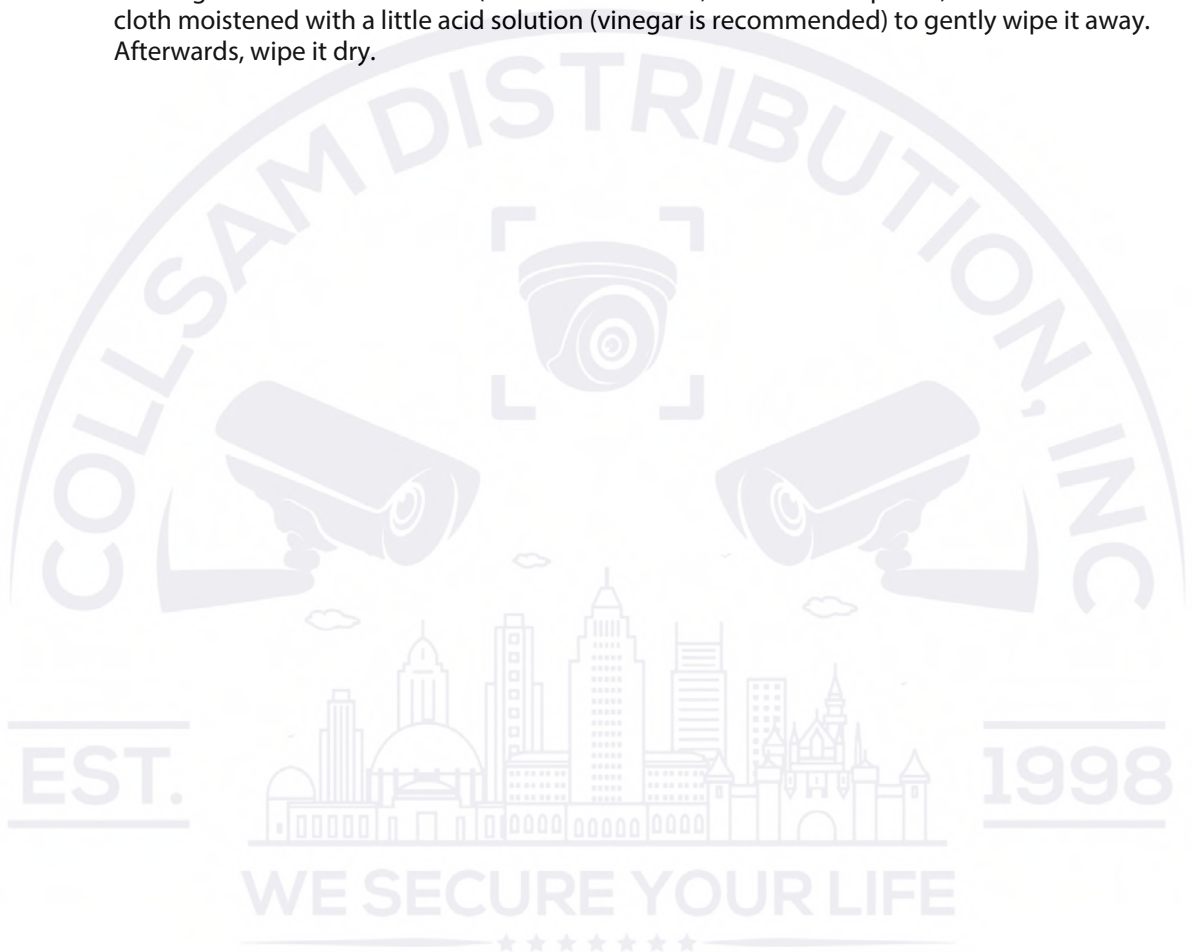 cloth moistened with a little acid solution (vinegar is recommended) to gently wipe it away.
Afterwards, wipe it dry.
COLLSAM DISTRIBUTION, INC
EST.
1998
WE SECURE YOUR LIFE